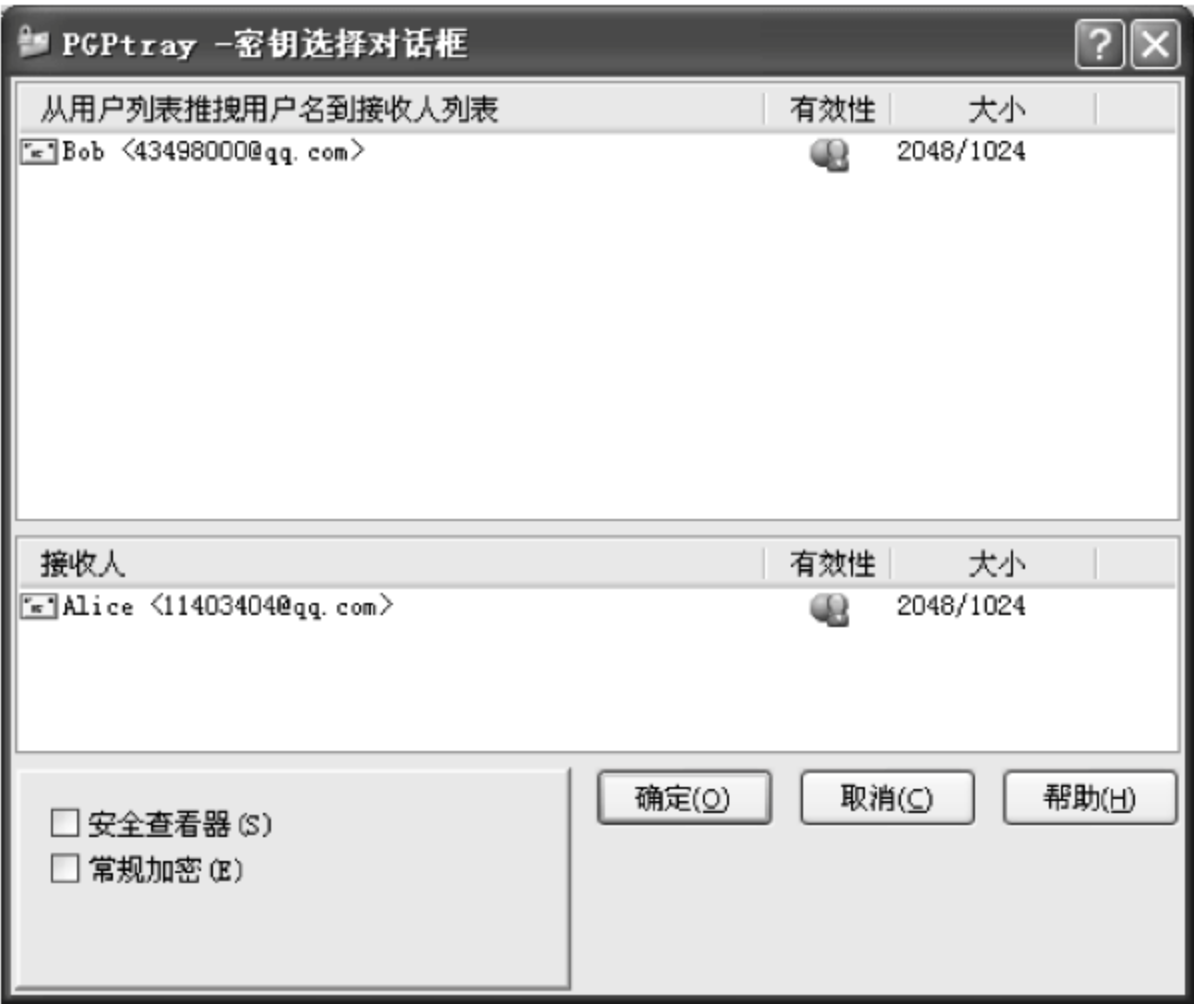 PGPtray -密钥选择对话框
从用户列表推拽用户名到接收人列表 有效性 大小
Bob <43498000@qq.com> 2048/1024
接收人 有效性 大小
Alice <11403404@qq.com> 2048/1024
确定(O) 取消(C) 帮助(H)
安全查看器(S)
常规加密(E)